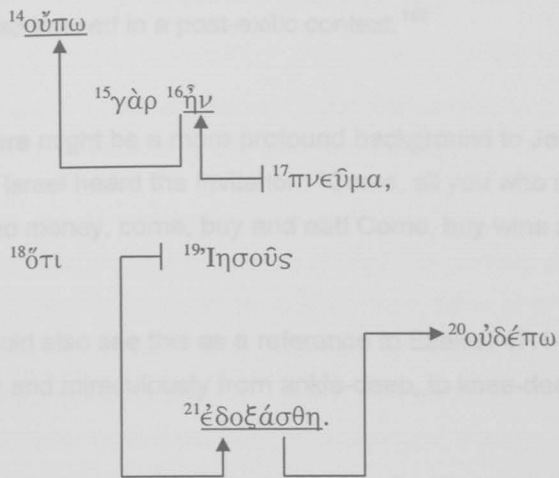 ¹⁴οὔπω
¹⁵γὰρ ¹⁶ἦν
¹⁷πνεῦμα,
¹⁸ὅτι ¹⁹Ἰησοῦς
²⁰οὐδέπω
²¹ἐδοξάσθη.